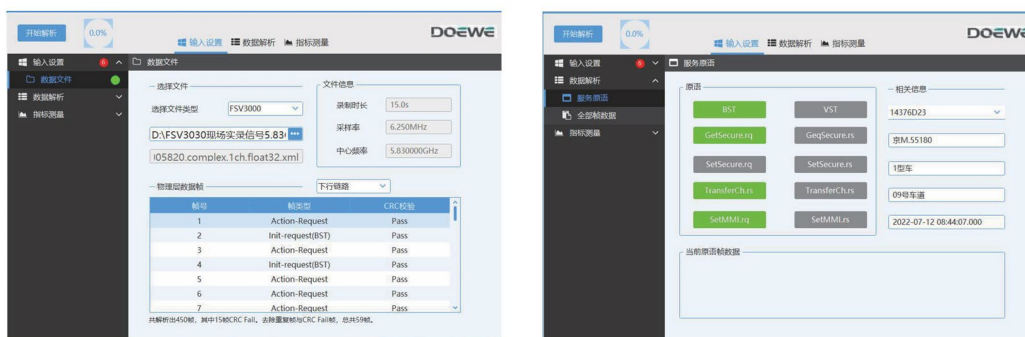 开始解析
0.0%
输入设置 数据解析 指标测量
DOEWE
输入设置 6
数据文件
数据解析
指标测量
数据文件
选择文件
选择文件类型 FSV3000
D:\FSV3030现场实录信号5.83
05820.complex.1ch.float32.xml
文件信息
录制时长 15.0s
采样率 6.250MHz
中心频率 5.830000GHz
物理层数据帧 下行链路
帧号 帧类型 CRC校验
1 Action-Request Pass
2 Init-request(BST) Pass
3 Action-Request Pass
4 Init-request(BST) Pass
5 Action-Request Pass
6 Action-Request Pass
7 Action-Request Pass
共解析出450帧，其中15帧CRC Fail。去除重复帧与CRC Fail帧，总共59帧。
开始解析
0.0%
输入设置 数据解析 指标测量
DOEWE
输入设置 6
数据解析
服务原语
全部帧数据
指标测量
服务原语
原语
BST VST
GetSecure.rq GeqSecure.rs
SetSecure.rq SetSecure.rs
TransferCh.rs TransferCh.rs
SetMMI.rq SetMMI.rs
相关信息
14376D23
京M.55180
1型车
09号车道
2022-07-12 08:44:07.000
当前原语帧数据